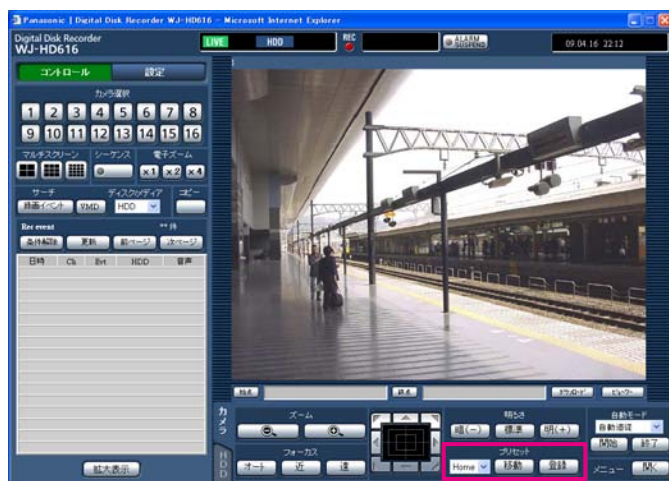 Panasonic | Digital Disk Recorder WJ-HD616 - Microsoft Internet Explorer
Digital Disk Recorder
WJ-HD616
LIVE HDD REC ALARM SUSPEND 09.04.16 22:12
コントロール 設定
カメラ選択
1 2 3 4 5 6 7 8
9 10 11 12 13 14 15 16
マルチスクリーン シーケンス 電子ズーム
x1 x2 x4
サーチ ディスク/メディア コピー
録画イベント VMD HDD
Rec event **件
条件解除 更新 前ページ 次ページ
日時 Ch Evt HDD 音声
拡大表示
始点 終点 ダウンロード ビューワー
カメラ
HDD
ズーム
フォーカス
オート 近 遠
明るさ
暗(-) 標準 明(+)
プリセット
Home 移動 登録
自動モード
自動追従
開始 終了
メニュー 開く